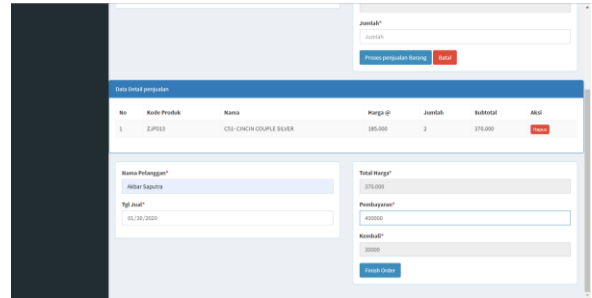 Jumlah*
Jumlah
Proses penjualan Barang Batal
Data Detail penjualan
No Kode Produk Nama Harga @ Jumlah Subtotal Aksi
1 ZJP015 CS1- CINCIN COUPLE SILVER 185.000 2 370.000 Hapus
Nama Pelanggan*
Akbar Saputra
Tgl Jual*
01/30/2020
Total Harga*
370.000
Pembayaran*
400000
Kembali*
30000
Finish Order